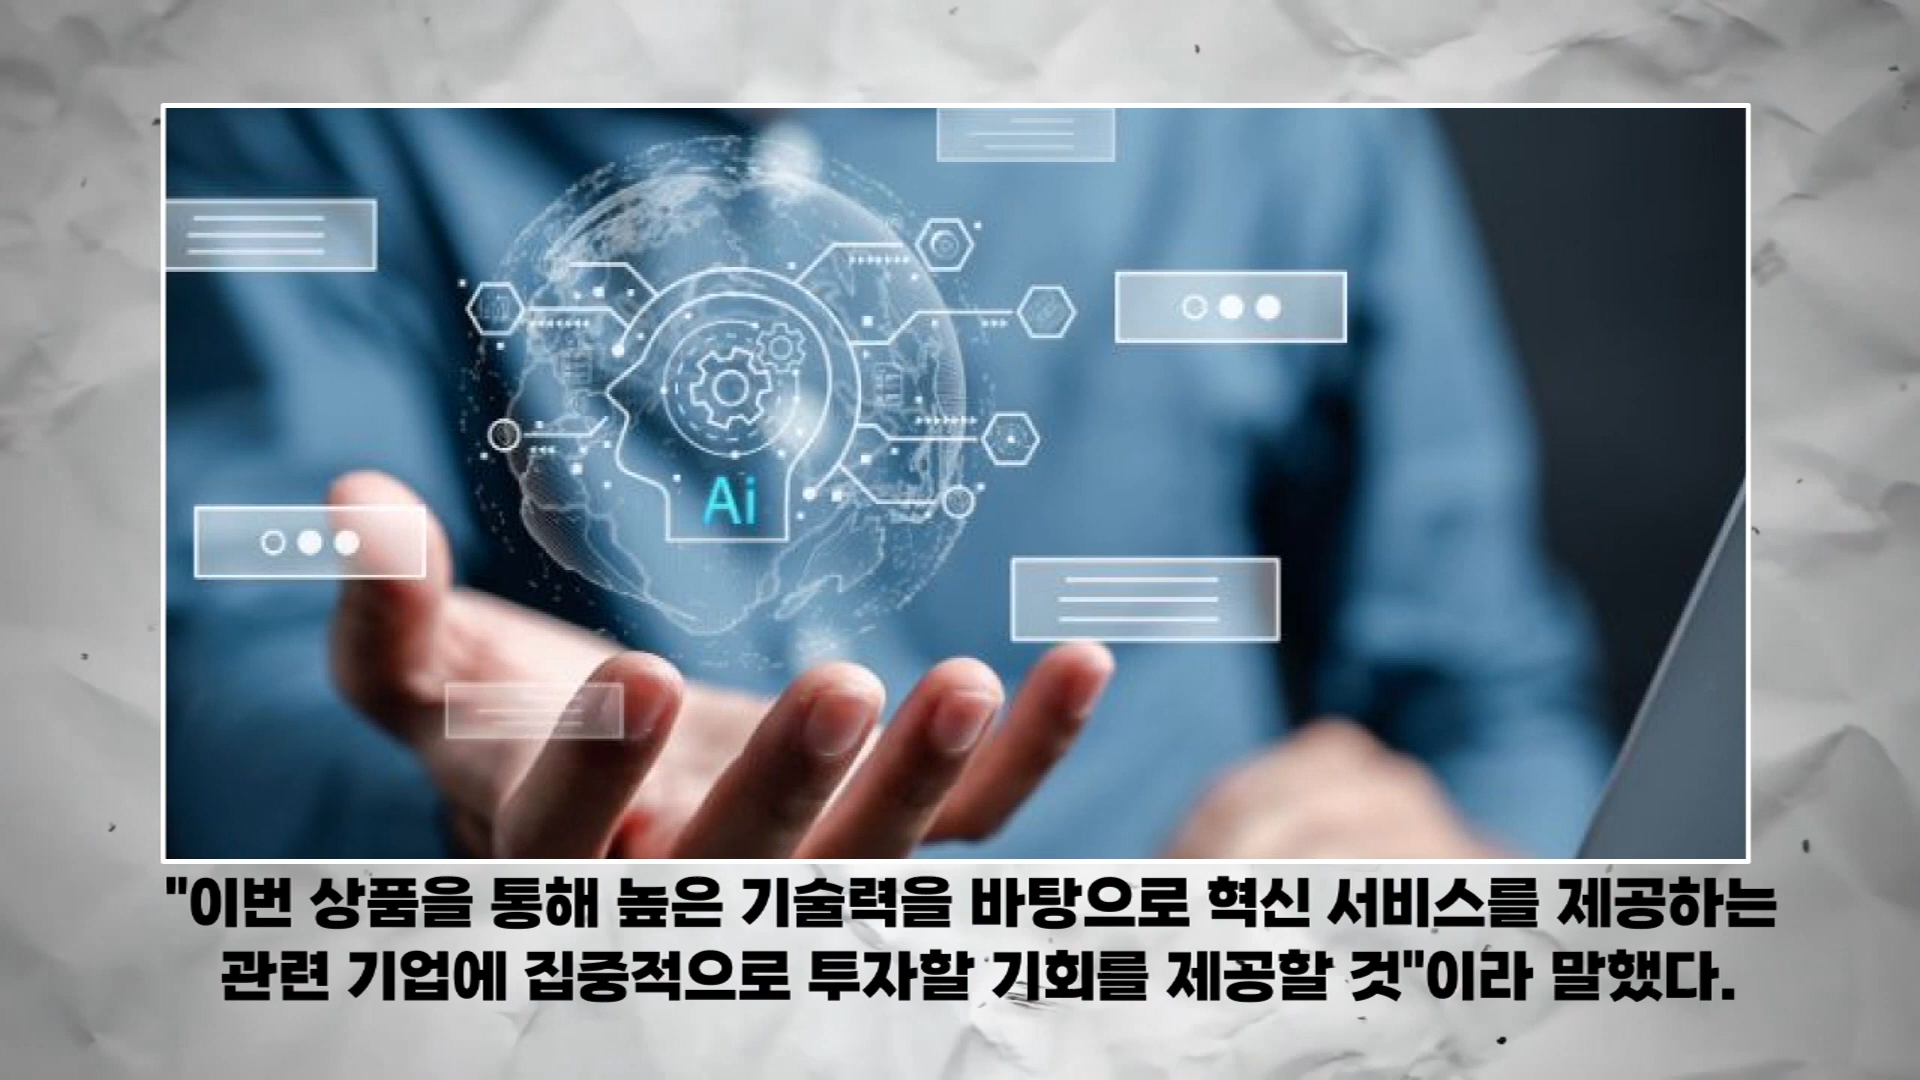 Ai
"이번 상품을 통해 높은 기술력을 바탕으로 혁신 서비스를 제공하는
관련 기업에 집중적으로 투자할 기회를 제공할 것"이라 말했다.